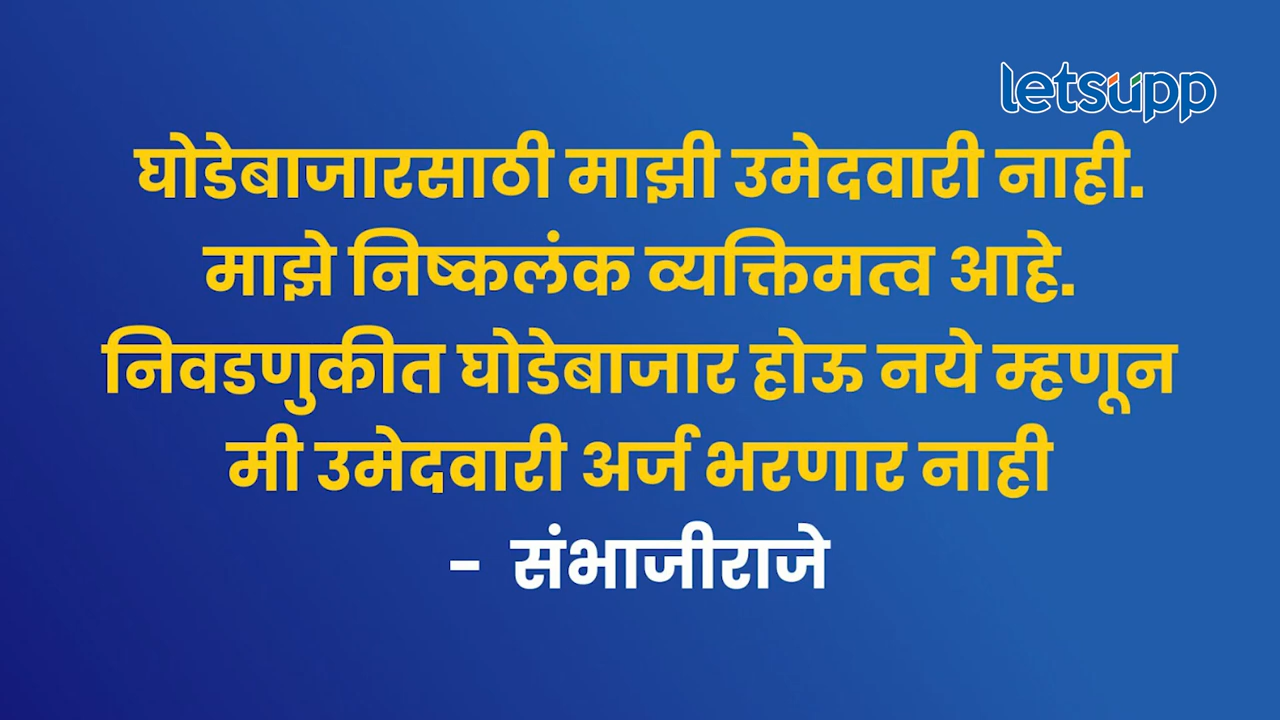 letsupp
घोडेबाजारसाठी माझी उमेदवारी नाही.
माझे निष्कलंक व्यक्तिमत्व आहे.
निवडणुकीत घोडेबाजार होऊ नये म्हणून
मी उमेदवारी अर्ज भरणार नाही
- संभाजीराजे